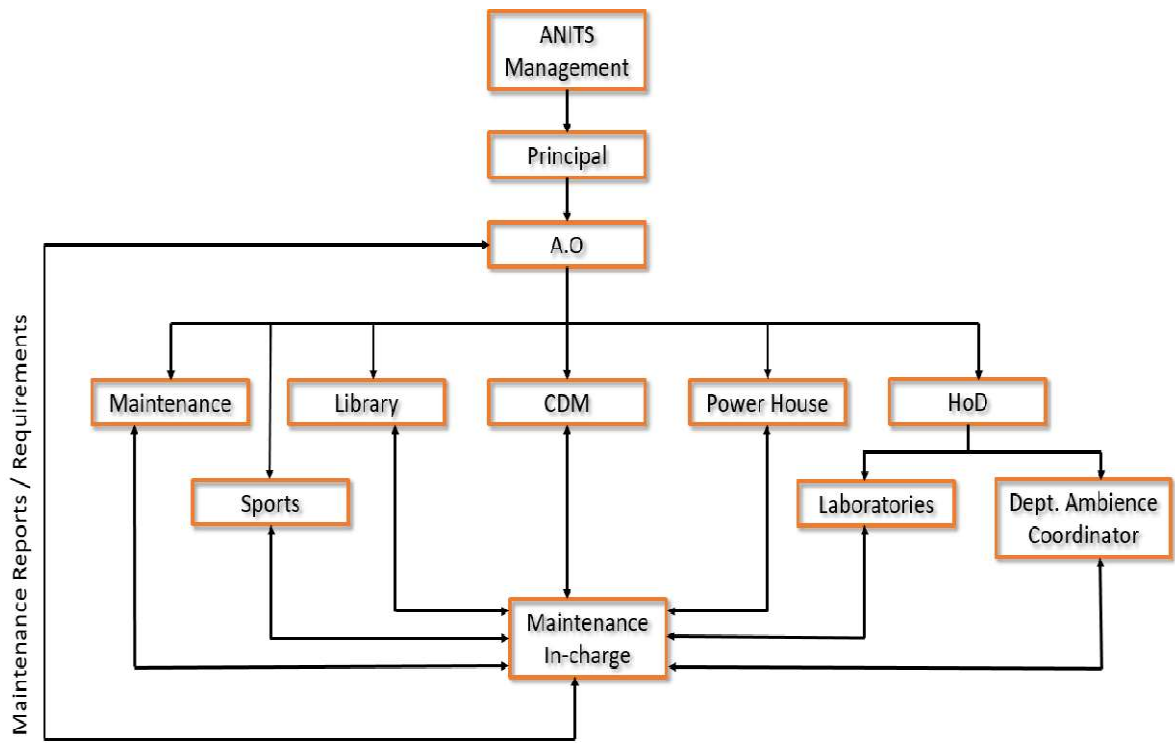 ANITS
Management
Principal
A.O
Maintenance Reports / Requirements
Maintenance
Library
CDM
Power House
HoD
Sports
Laboratories
Dept. Ambience
Coordinator
Maintenance
In-charge